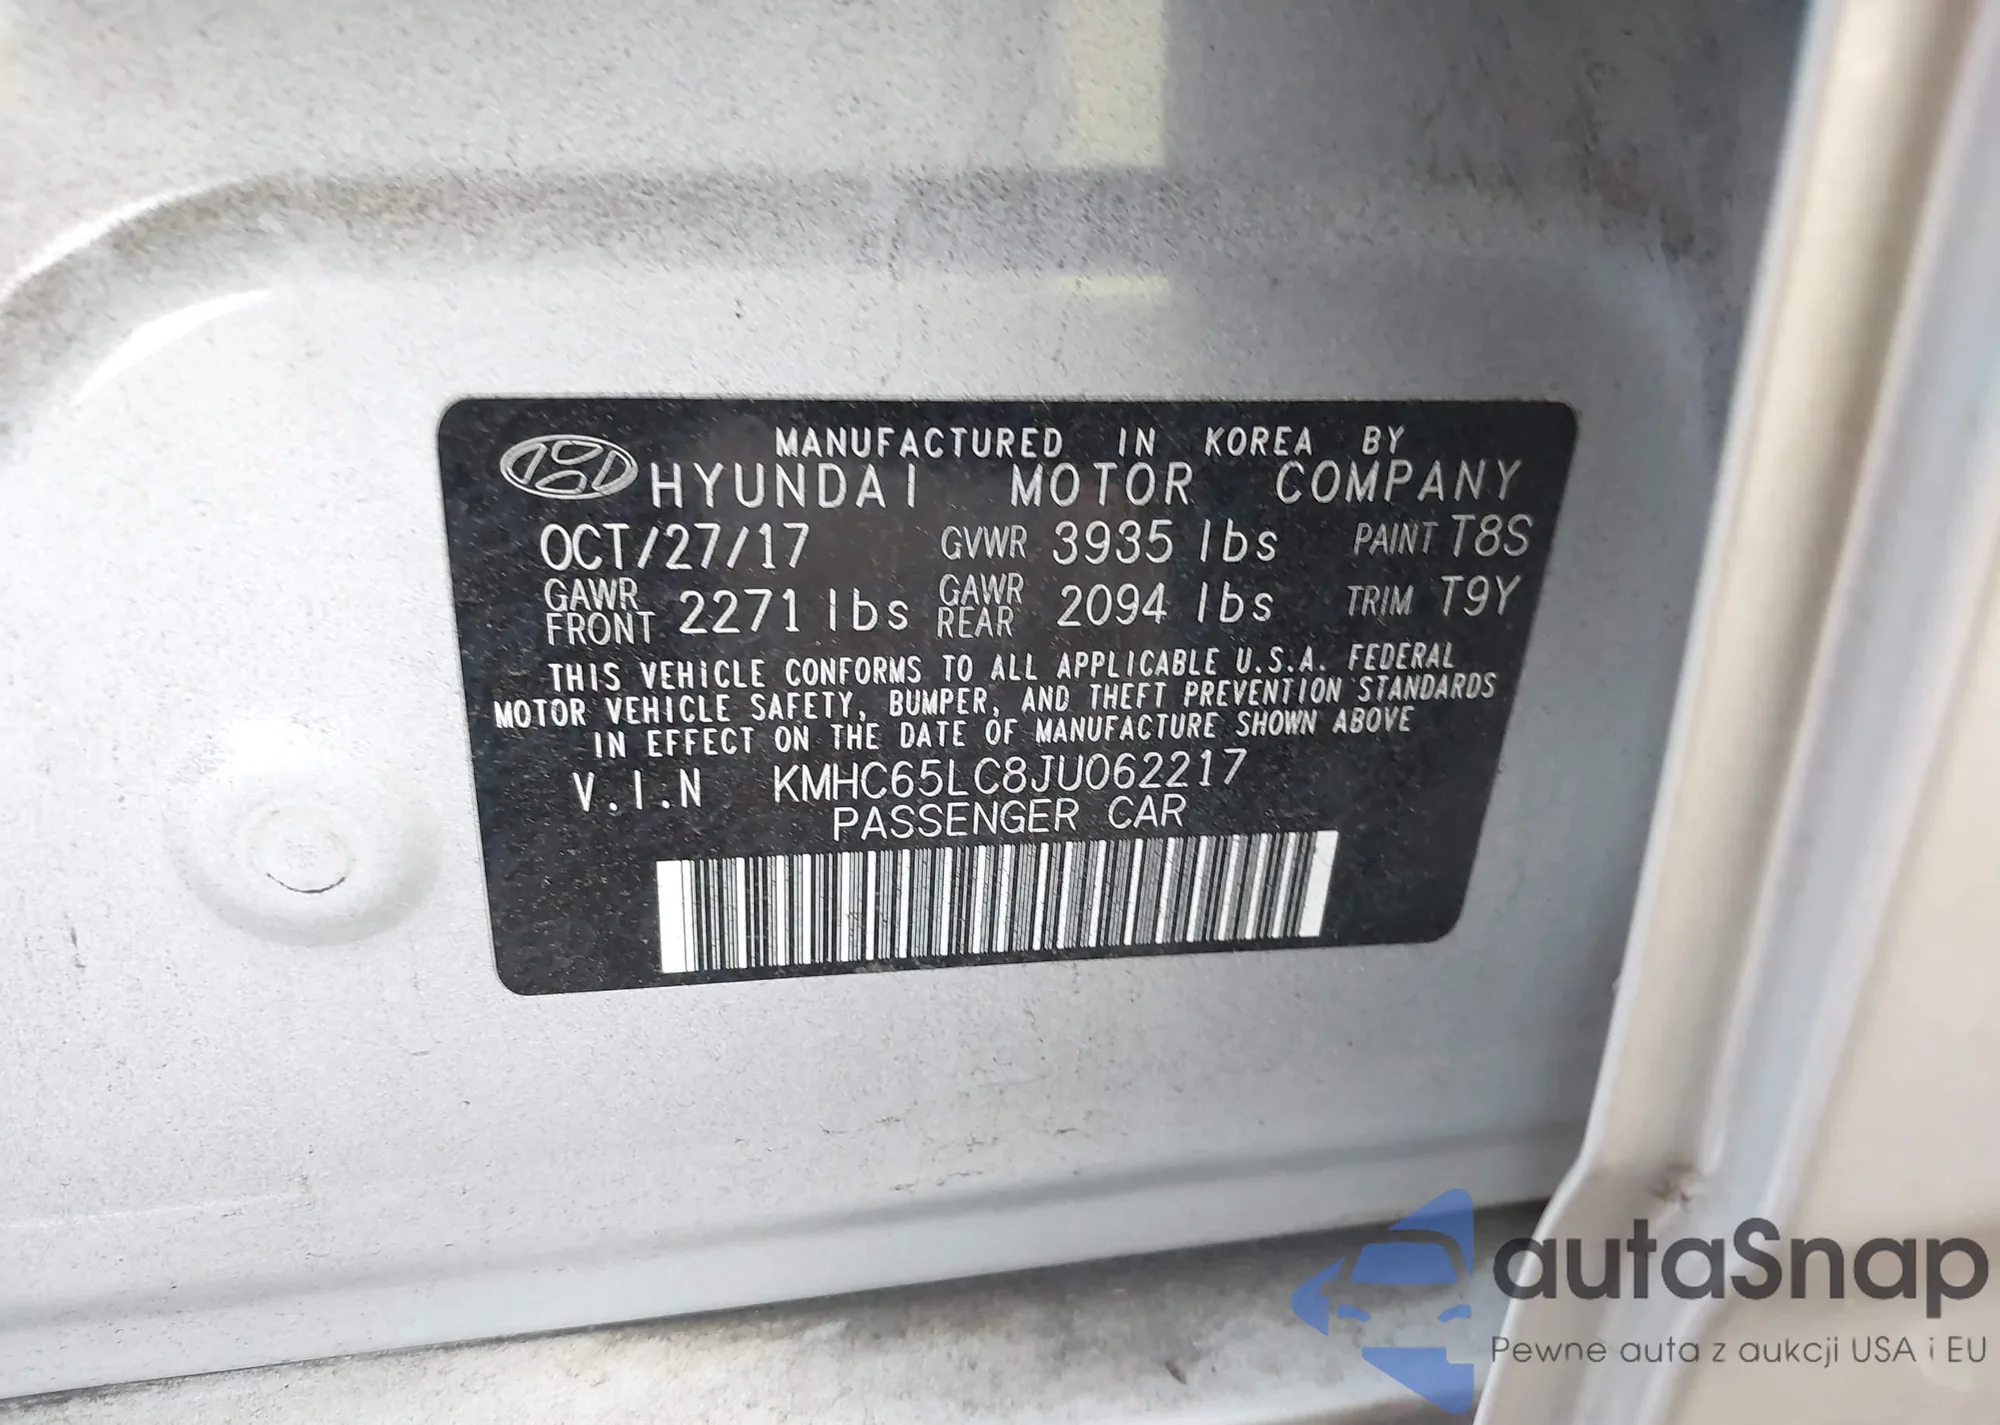 MANUFACTURED IN KOREA BY
HYUNDAI MOTOR COMPANY
OCT/27/17 GVWR 3935 lbs PAINT T8S
GAWR FRONT 2271 lbs GAWR REAR 2094 lbs TRIM T9Y
THIS VEHICLE CONFORMS TO ALL APPLICABLE U.S.A. FEDERAL
MOTOR VEHICLE SAFETY, BUMPER, AND THEFT PREVENTION STANDARDS
IN EFFECT ON THE DATE OF MANUFACTURE SHOWN ABOVE
V.I.N KMHC65LC8JU062217
PASSENGER CAR
autaSnap
Pewne auta z aukcji USA i EU